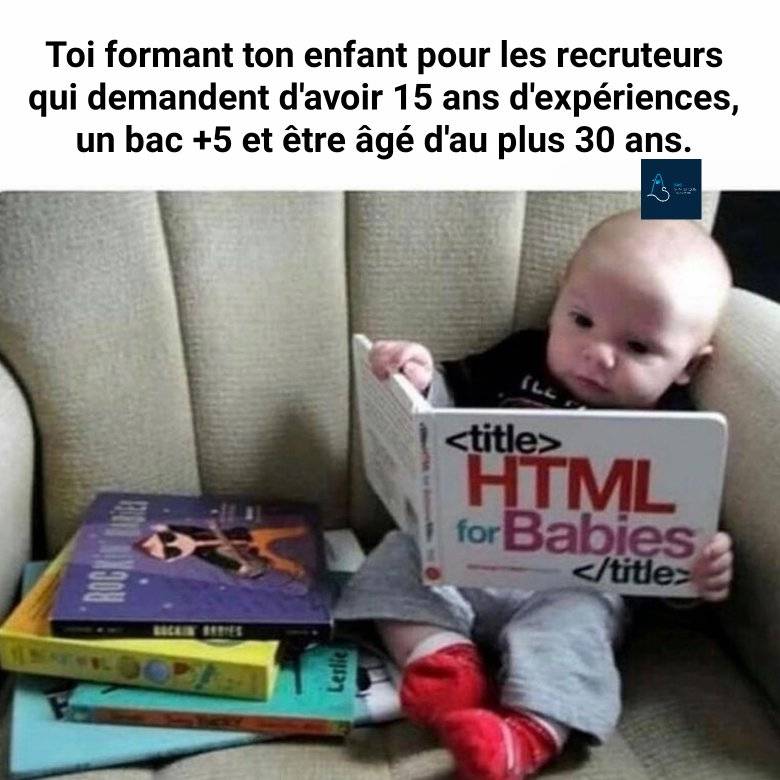 Toi formant ton enfant pour les recruteurs
qui demandent d'avoir 15 ans d'expériences,
un bac +5 et être âgé d'au plus 30 ans.
<title>
HTML
for Babies
</title>
ROCKIN' BABIES
ROCKIN' BABIES
Leslie